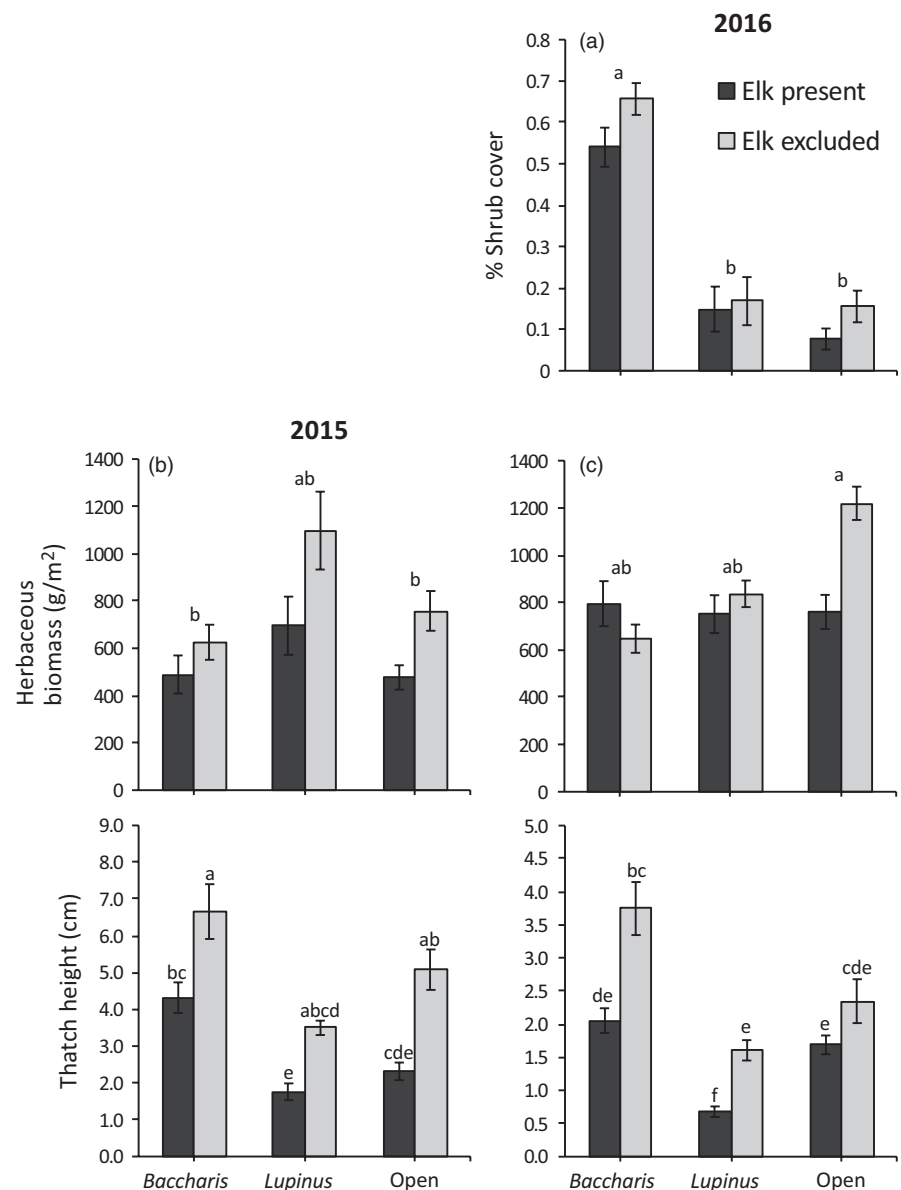 2016
(a)
0.8
0.7
0.6
0.5
0.4
0.3
0.2
0.1
0
% Shrub cover
a
b
b
Elk present
Elk excluded
2015
(b)
1400
1200
1000
800
600
400
200
0
Herbaceous
biomass (g/m²)
b
ab
b
(c)
1400
1200
1000
800
600
400
200
0
ab
ab
a
9.0
8.0
7.0
6.0
5.0
4.0
3.0
2.0
1.0
0.0
Thatch height (cm)
bc
a
e
abcd
cde
ab
Baccharis
Lupinus
Open
5.0
4.5
4.0
3.5
3.0
2.5
2.0
1.5
1.0
0.5
0.0
de
bc
f
e
e
cde
Baccharis
Lupinus
Open